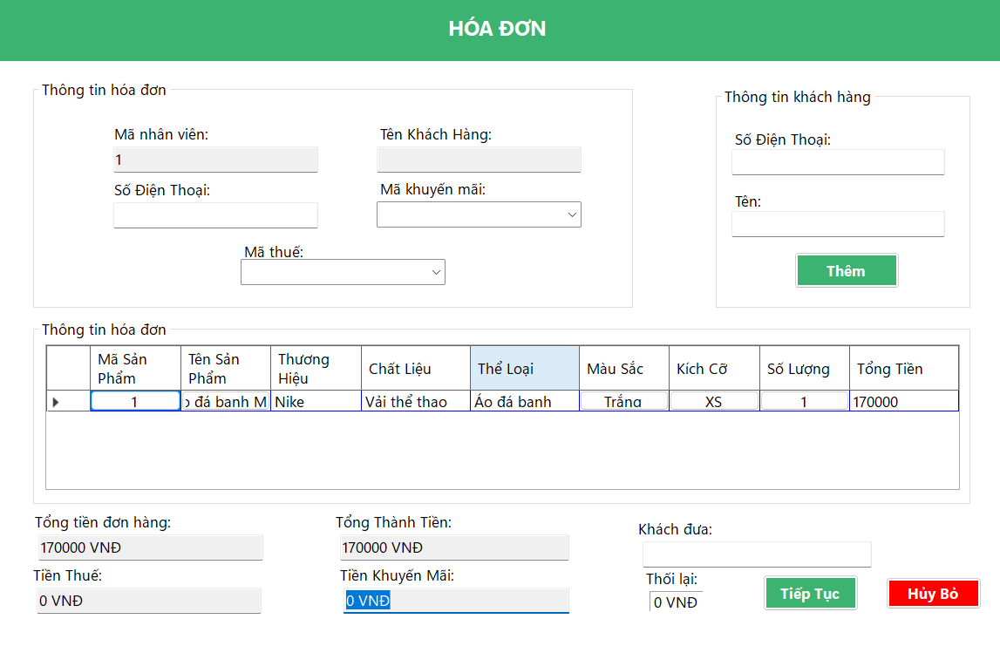 HÓA ĐƠN
Thông tin hóa đơn
Mã nhân viên:
Tên Khách Hàng:
1
Số Điện Thoại:
Mã khuyến mãi:
Mã thuế:
Thông tin khách hàng
Số Điện Thoại:
Tên:
Thêm
Thông tin hóa đơn
Mã Sản
Phẩm
Tên Sản
Phẩm
Thương
Hiệu
Chất Liệu
Thể Loại
Màu Sắc
Kích Cỡ
Số Lượng
Tổng Tiền
1
đá banh M
Nike
Vải thể thao
Áo đá banh
Trắng
XS
1
170000
Tổng tiền đơn hàng:
170000 VNĐ
Tổng Thành Tiền:
170000 VNĐ
Khách đưa:
Tiền Thuế:
0 VNĐ
Tiền Khuyến Mãi:
0 VNĐ
Thối lại:
0 VNĐ
Tiếp Tục
Hủy Bỏ